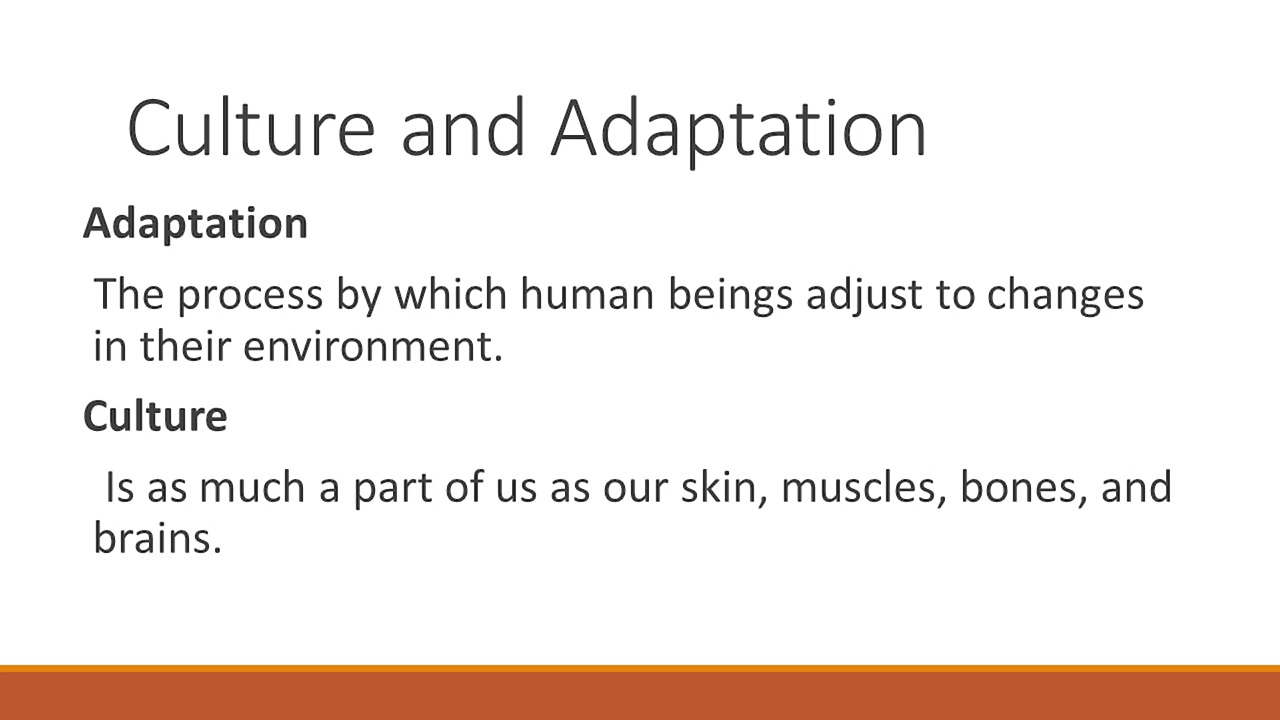 Culture and Adaptation
Adaptation
The process by which human beings adjust to changes
in their environment.
Culture
Is as much a part of us as our skin, muscles, bones, and
brains.